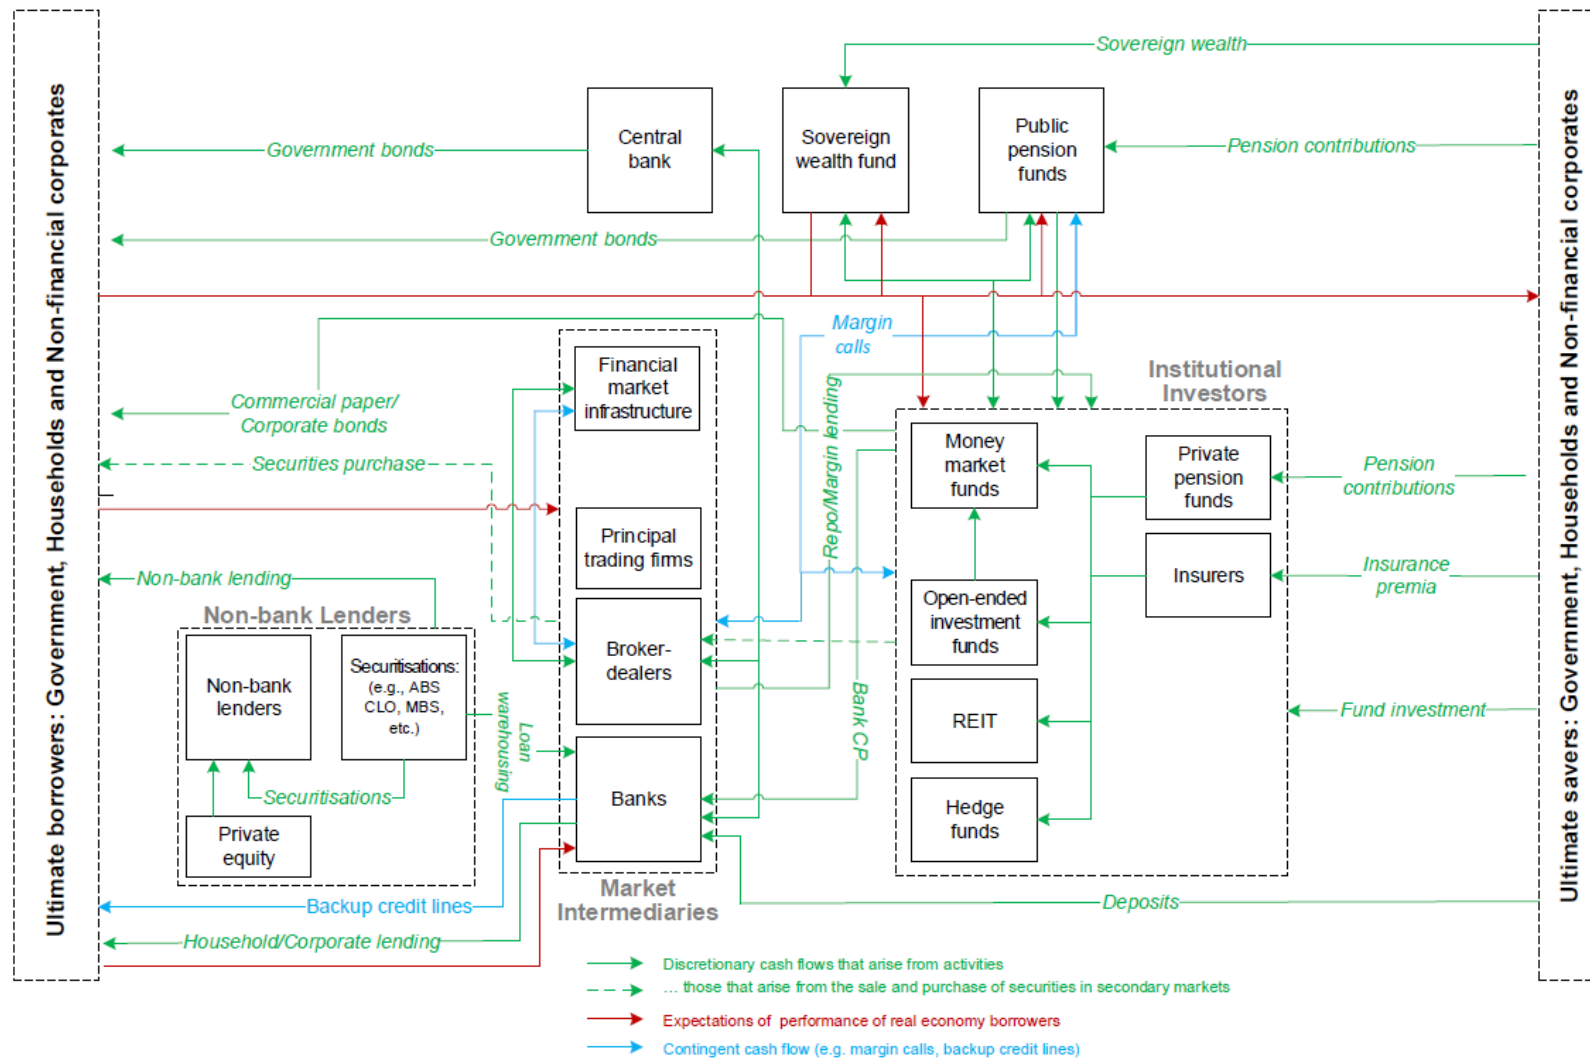 Ultimate borrowers: Government, Households and Non-financial corporates
Ultimate savers: Government, Households and Non-financial corporates
Sovereign wealth
Central
bank
Sovereign
wealth fund
Public
pension
funds
Government bonds
Pension contributions
Government bonds
Margin
calls
Financial
market
infrastructure
Institutional
Investors
Commercial paper/
Corporate bonds
Repo/Margin lending
Money
market
funds
Private
pension
funds
Pension
contributions
Securities purchase
Principal
trading firms
Non-bank lending
Insurers
Insurance
premia
Open-ended
investment
funds
Non-bank Lenders
Non-bank
lenders
Securitisations:
(e.g., ABS
CLO, MBS,
etc.)
Broker-
dealers
Loan
warehousing
Bank CP
REIT
Fund investment
Securitisations
Banks
Hedge
funds
Private
equity
Market
Intermediaries
Backup credit lines
Deposits
Household/Corporate lending
Discretionary cash flows that arise from activities
... those that arise from the sale and purchase of securities in secondary markets
Expectations of performance of real economy borrowers
Contingent cash flow (e.g. margin calls, backup credit lines)